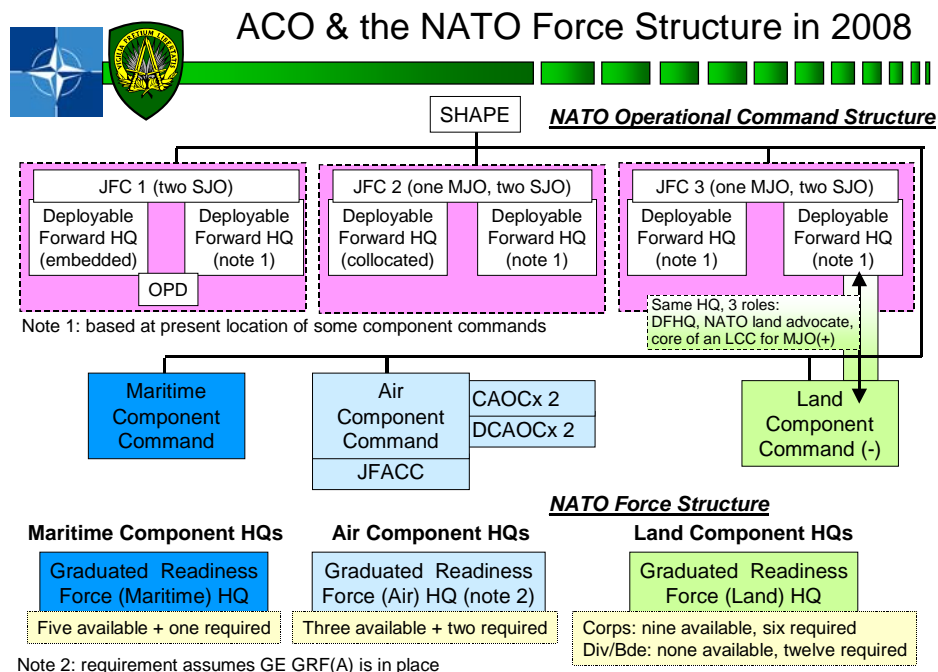 ACO & the NATO Force Structure in 2008
VIGILIA PRETIUM LIBERTATIS
SHAPE
NATO Operational Command Structure
JFC 1 (two SJO)
Deployable
Forward HQ
(embedded)
Deployable
Forward HQ
(note 1)
OPD
JFC 2 (one MJO, two SJO)
Deployable
Forward HQ
(collocated)
Deployable
Forward HQ
(note 1)
JFC 3 (one MJO, two SJO)
Deployable
Forward HQ
(note 1)
Deployable
Forward HQ
(note 1)
Note 1: based at present location of some component commands
Same HQ, 3 roles:
DFHQ, NATO land advocate,
core of an LCC for MJO(+)
Maritime
Component
Command
Air
Component
Command
JFACC
CAOCx 2
DCAOCx 2
Land
Component
Command (-)
NATO Force Structure
Maritime Component HQs
Graduated Readiness
Force (Maritime) HQ
Five available + one required
Air Component HQs
Graduated Readiness
Force (Air) HQ (note 2)
Three available + two required
Land Component HQs
Graduated Readiness
Force (Land) HQ
Corps: nine available, six required
Div/Bde: none available, twelve required
Note 2: requirement assumes GE GRF(A) is in place